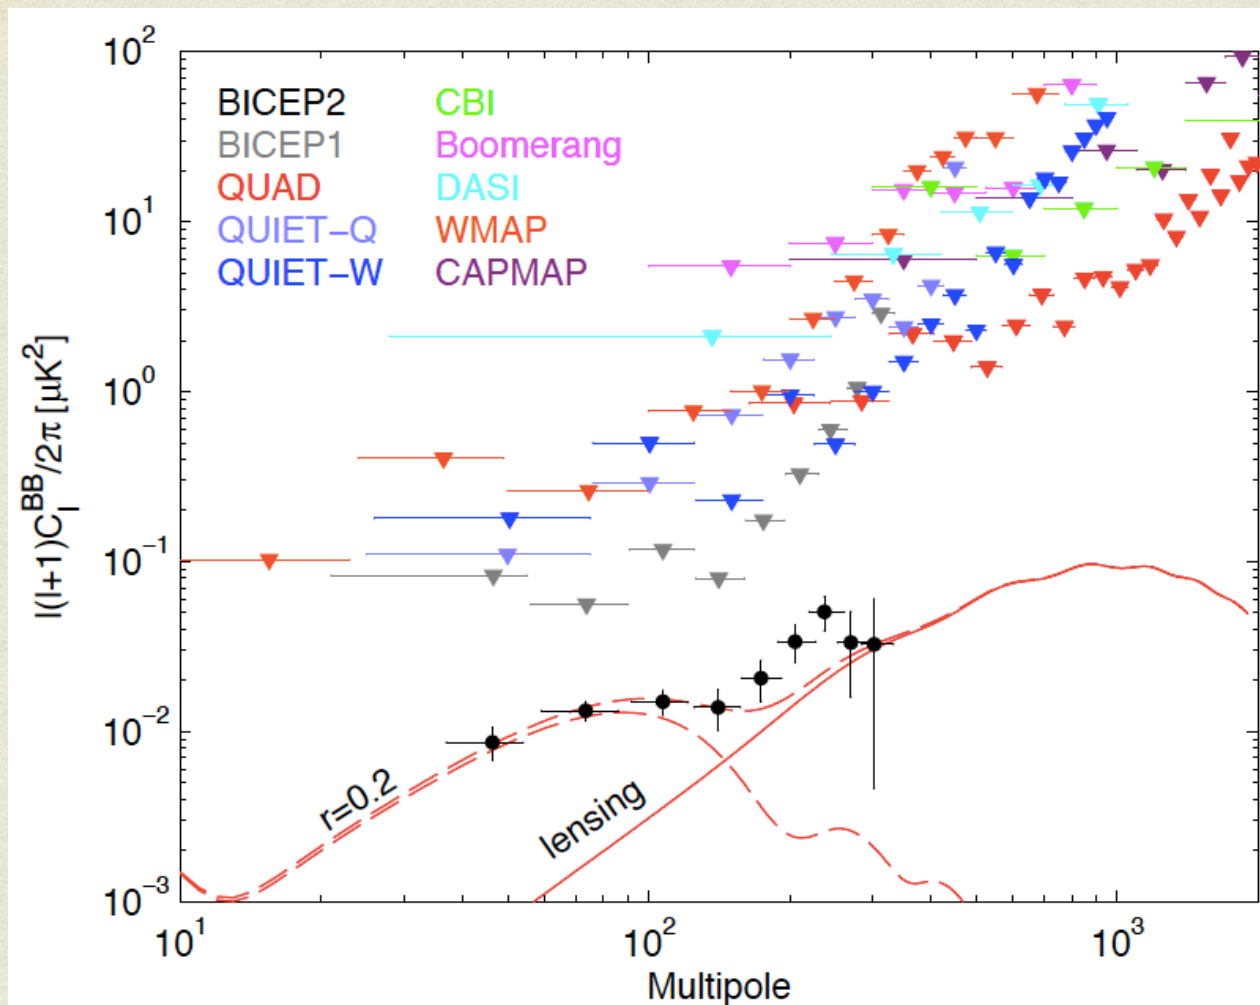 10²
10¹
10⁰
10⁻¹
10⁻²
10⁻³
l(l+1)C_l^BB/2π [μK²]
BICEP2
BICEP1
QUAD
QUIET−Q
QUIET−W
CBI
Boomerang
DASI
WMAP
CAPMAP
r=0.2
lensing
10¹
10²
10³
Multipole